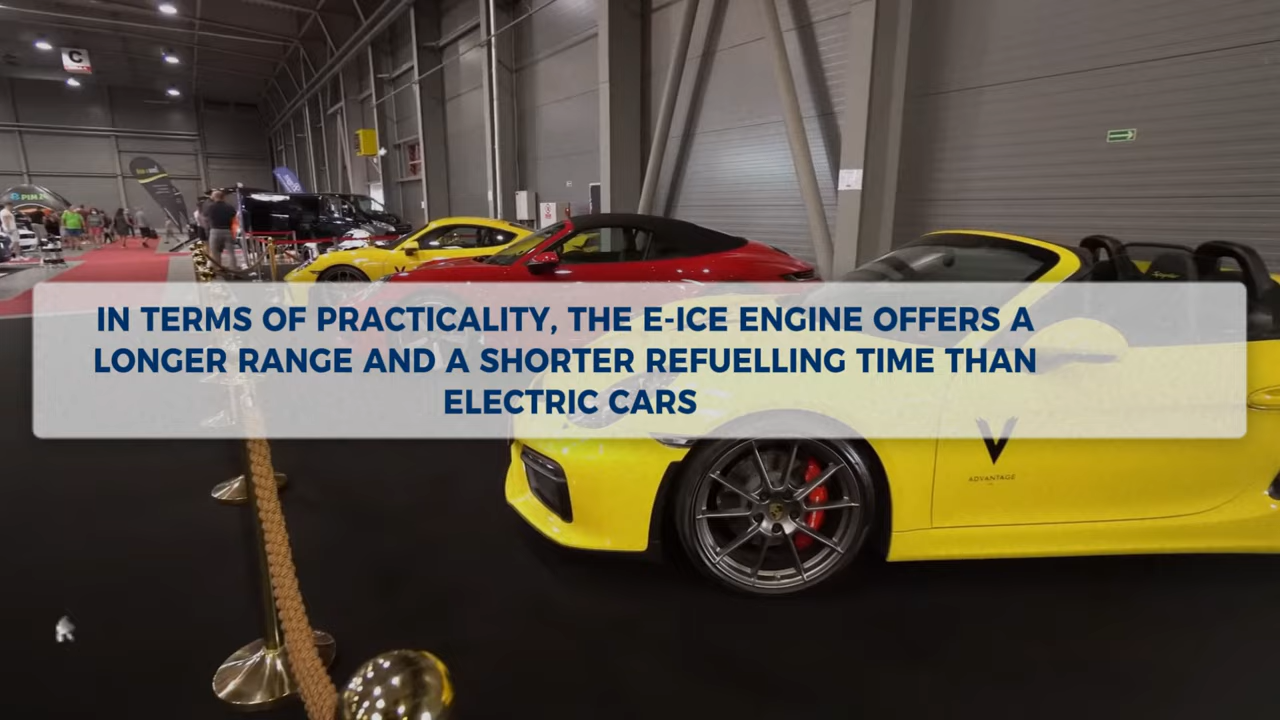 C
IN TERMS OF PRACTICALITY, THE E-ICE ENGINE OFFERS A
LONGER RANGE AND A SHORTER REFUELLING TIME THAN
ELECTRIC CARS
V
ADVANTAGE